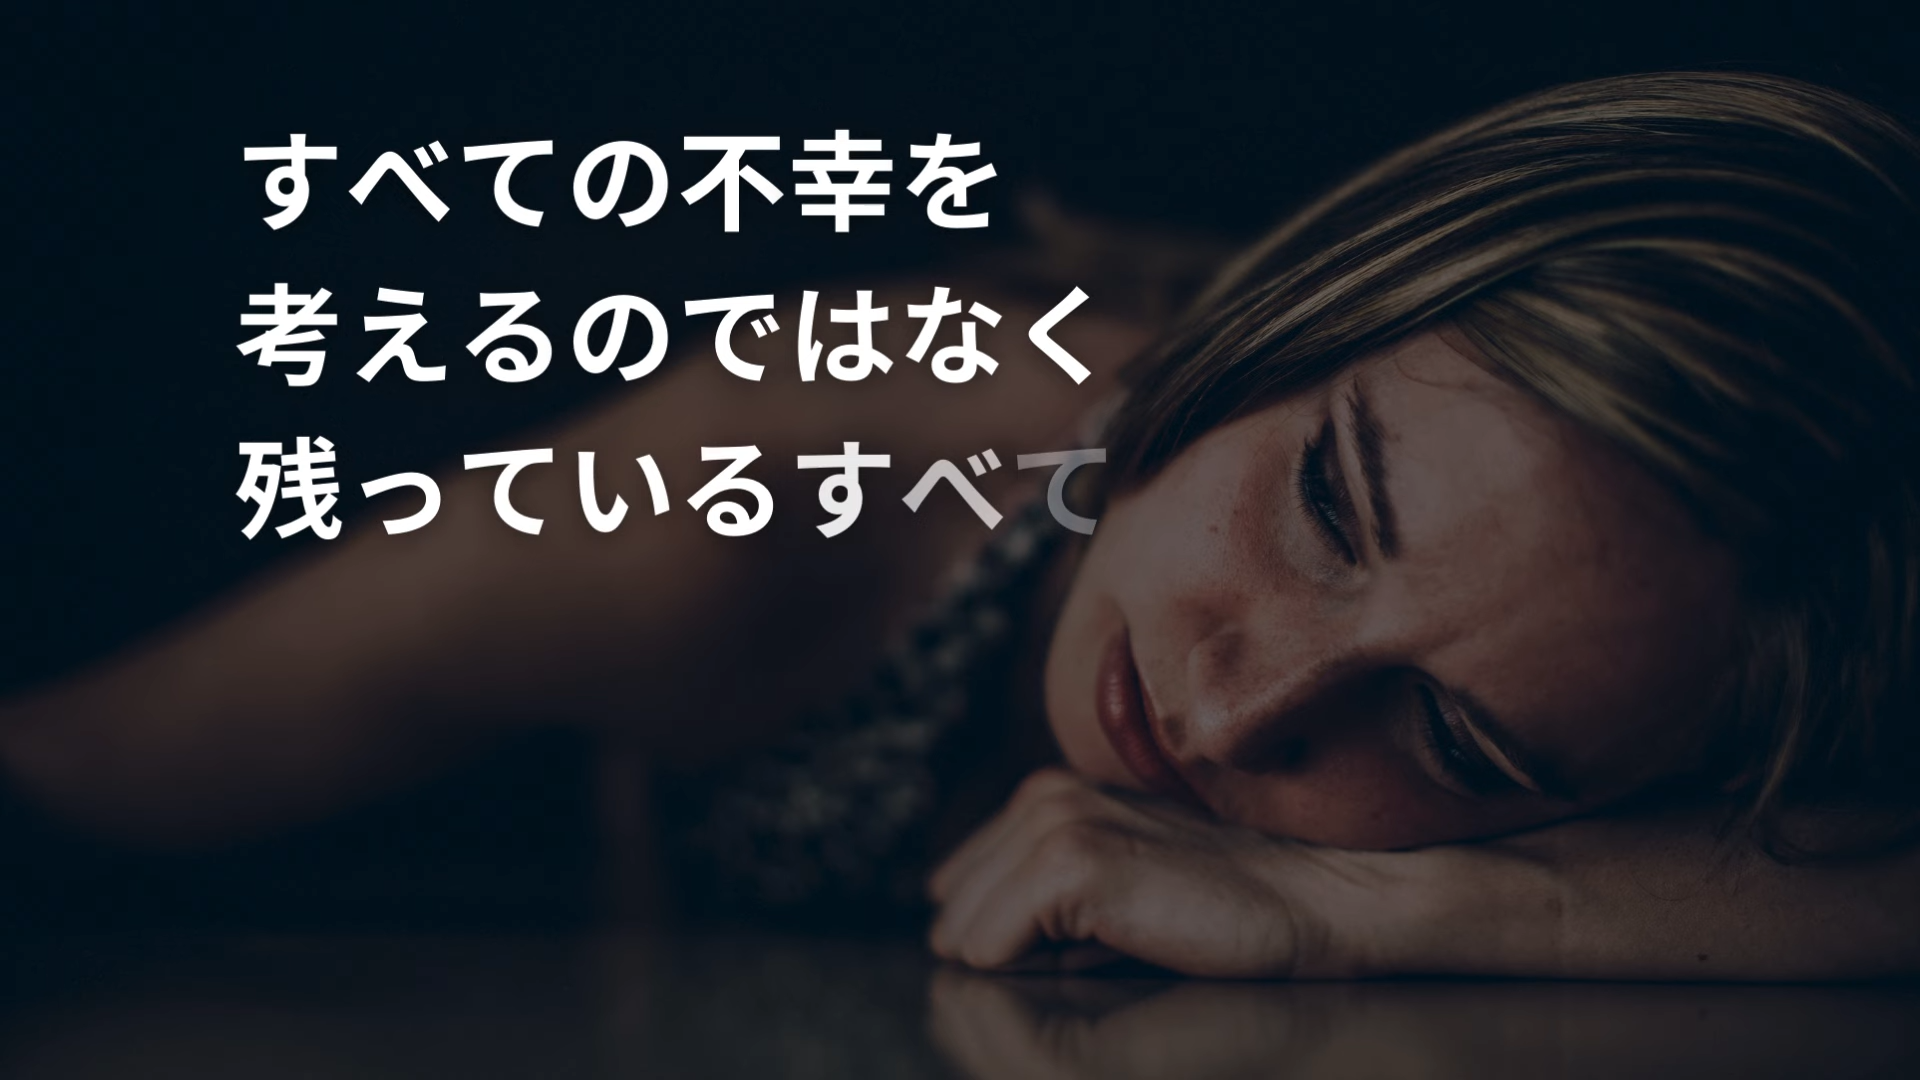 すべての不幸を
考えるのではなく
残っているすべて